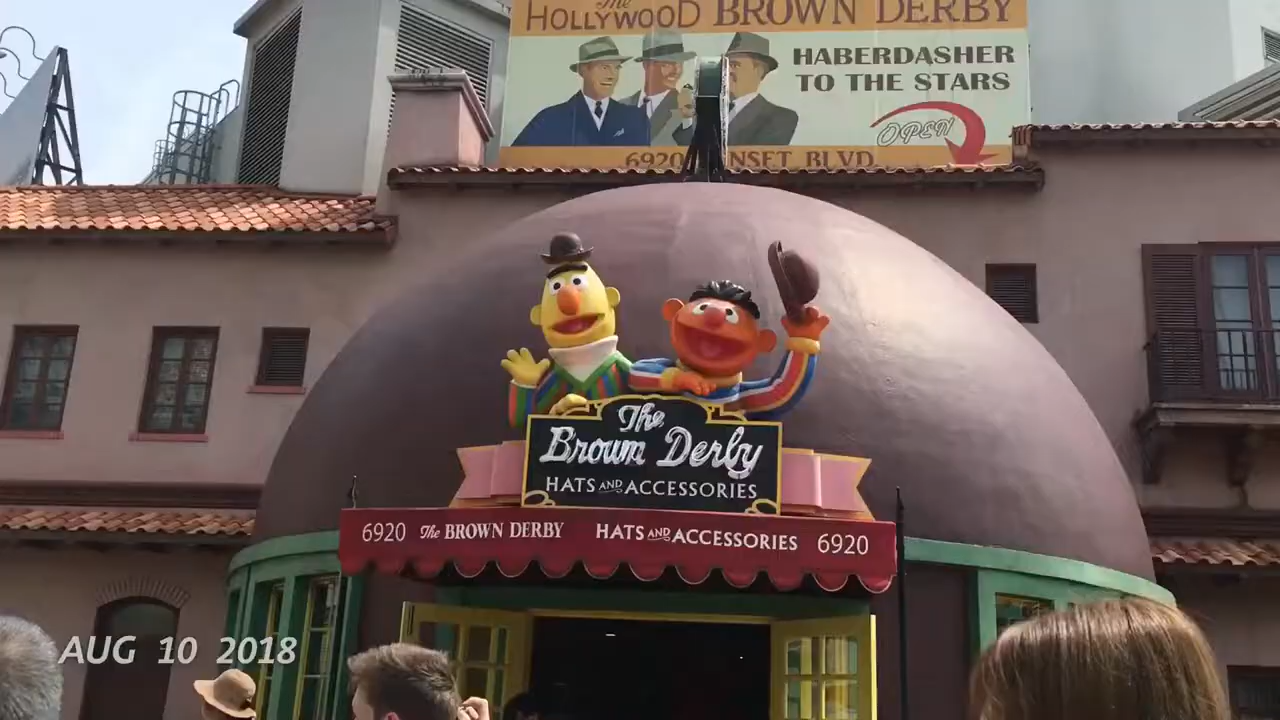 The
HOLLYWOOD BROWN DERBY
HABERDASHER
TO THE STARS
OPEN
6920 NSET BLVD.
The
Brown Derby
HATS AND ACCESSORIES
6920 The BROWN DERBY HATS AND ACCESSORIES 6920
AUG 10 2018